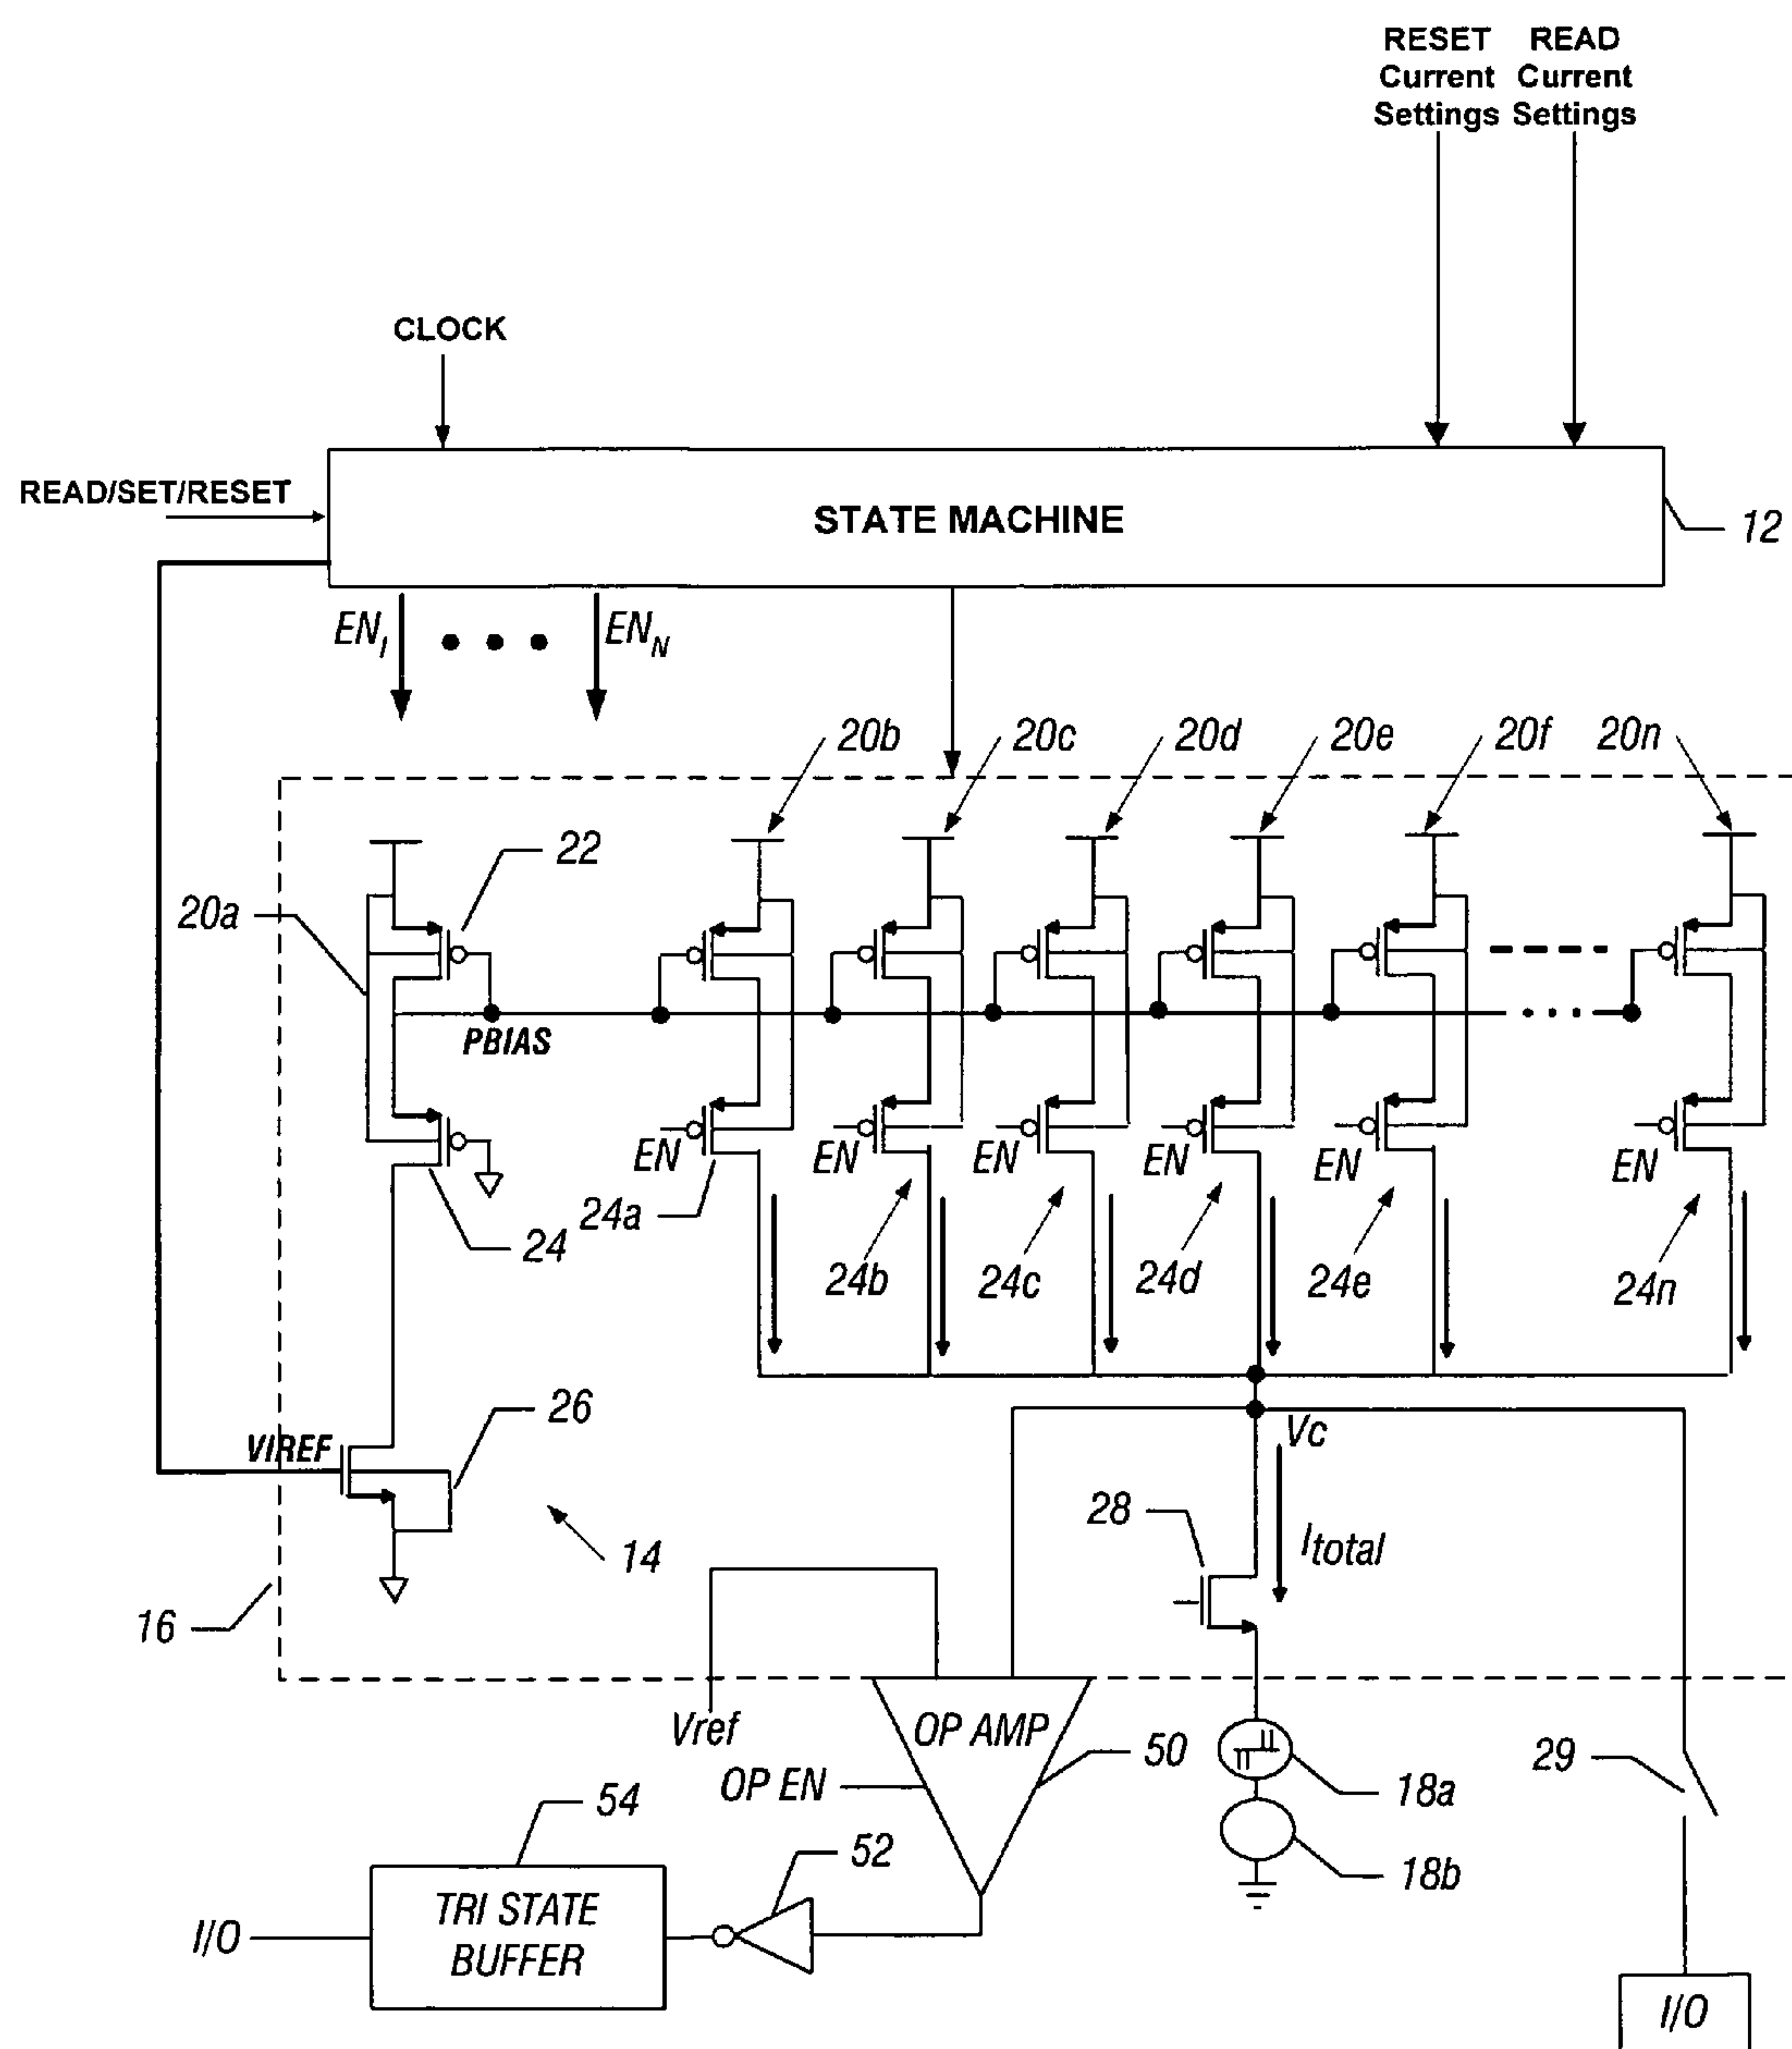 RESET READ
Current Current
Settings Settings
CLOCK
READ/SET/RESET
STATE MACHINE
12
EN_I • • • EN_N
20b 20c 20d 20e 20f 20n
22
20a
PBIAS
EN EN EN EN EN EN
24a
24
24b 24c 24d 24e 24n
26
VIREF
Vc
28
Itotal
14
16
Vref
OP AMP
50
OP EN
29
18a
54
52
18b
TRI STATE
BUFFER
I/O
I/O